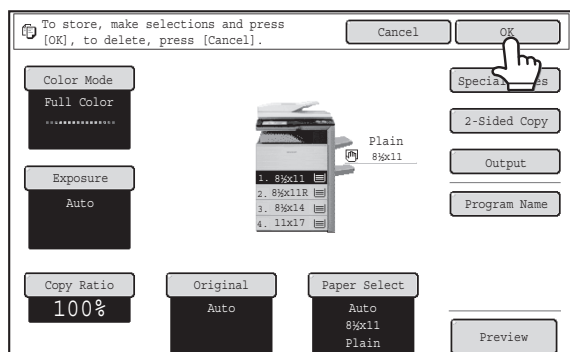 To store, make selections and press
[OK], to delete, press [Cancel].
Cancel
OK
Color Mode
Full Color
Exposure
Auto
Copy Ratio
100%
Original
Auto
Paper Select
Auto
8½x11
Plain
Plain
8½x11
1. 8½x11
2. 8½x11R
3. 8½x14
4. 11x17
2-Sided Copy
Output
Program Name
Preview